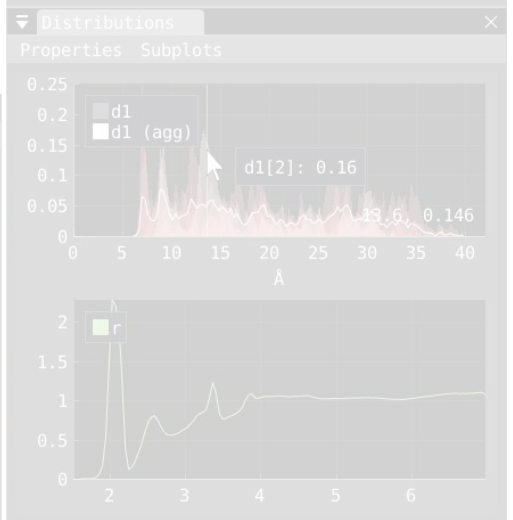 Distributions
Properties Subplots
0.25
d1
0.2
d1 (agg)
0.15
d1[2]: 0.16
0.1
0.05
13.6, 0.146
0
0 5 10 15 20 25 30 35 40
Å
2
r
1.5
1
0.5
0
2 3 4 5 6